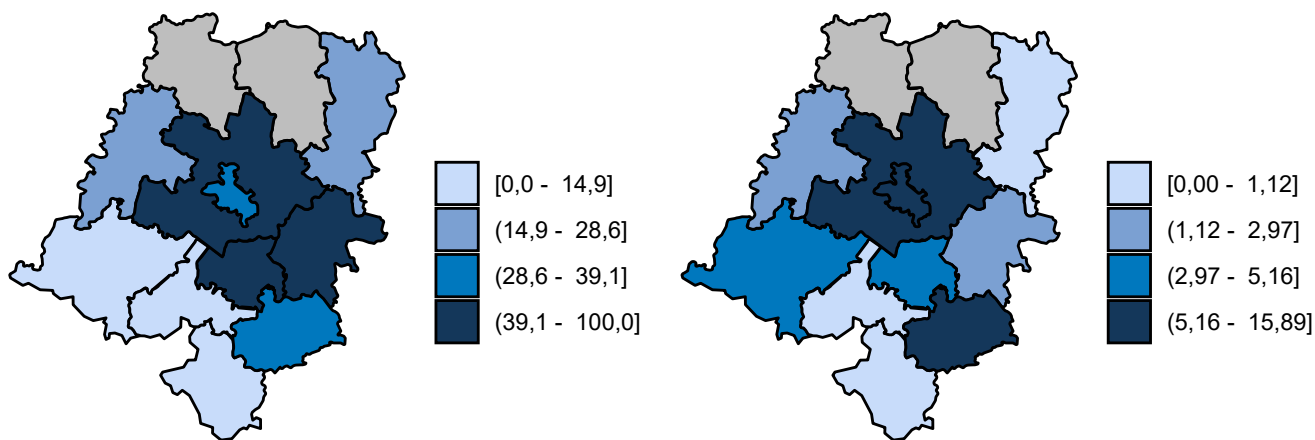 [0,0 - 14,9]
(14,9 - 28,6]
(28,6 - 39,1]
(39,1 - 100,0]
[0,00 - 1,12]
(1,12 - 2,97]
(2,97 - 5,16]
(5,16 - 15,89]